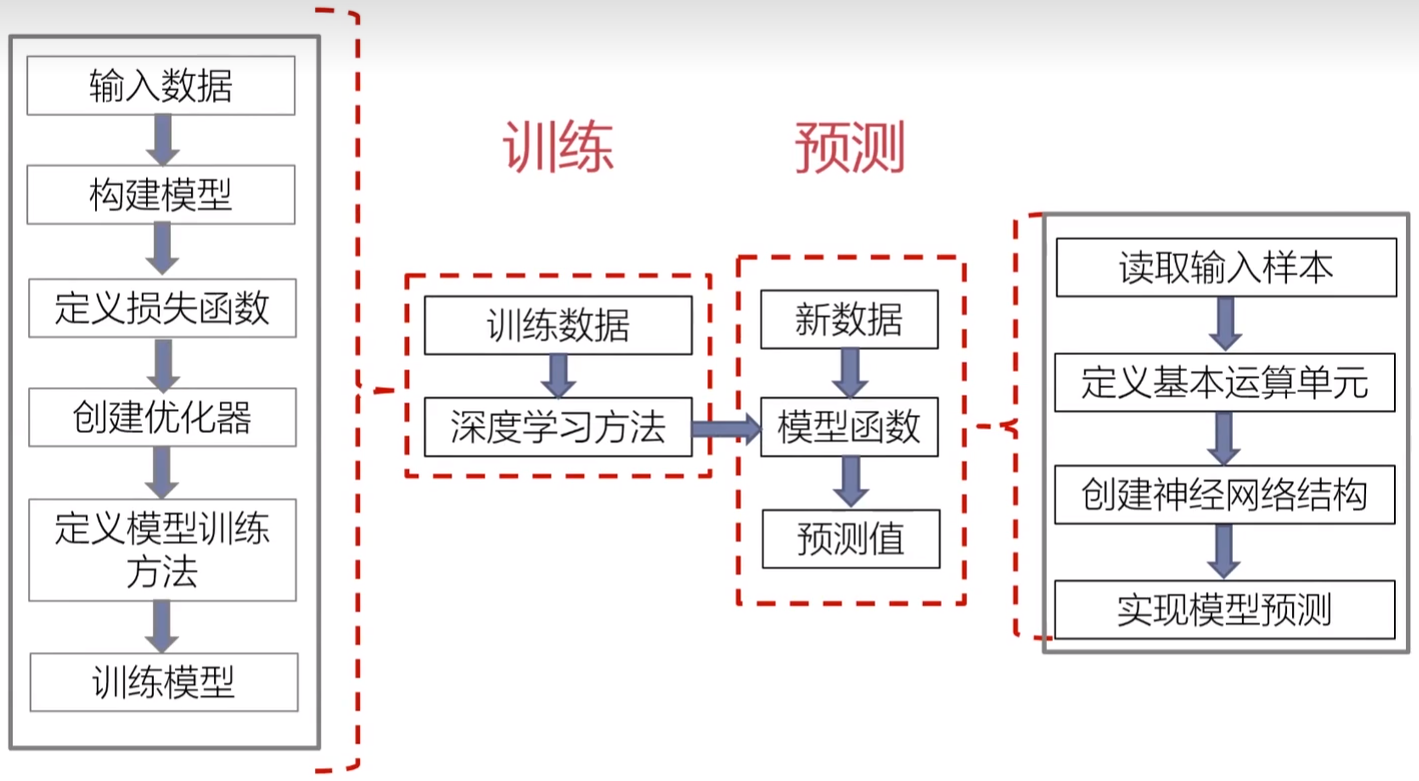 输入数据
构建模型
定义损失函数
创建优化器
定义模型训练
方法
训练模型
训练
训练数据
深度学习方法
预测
新数据
模型函数
预测值
读取输入样本
定义基本运算单元
创建神经网络结构
实现模型预测